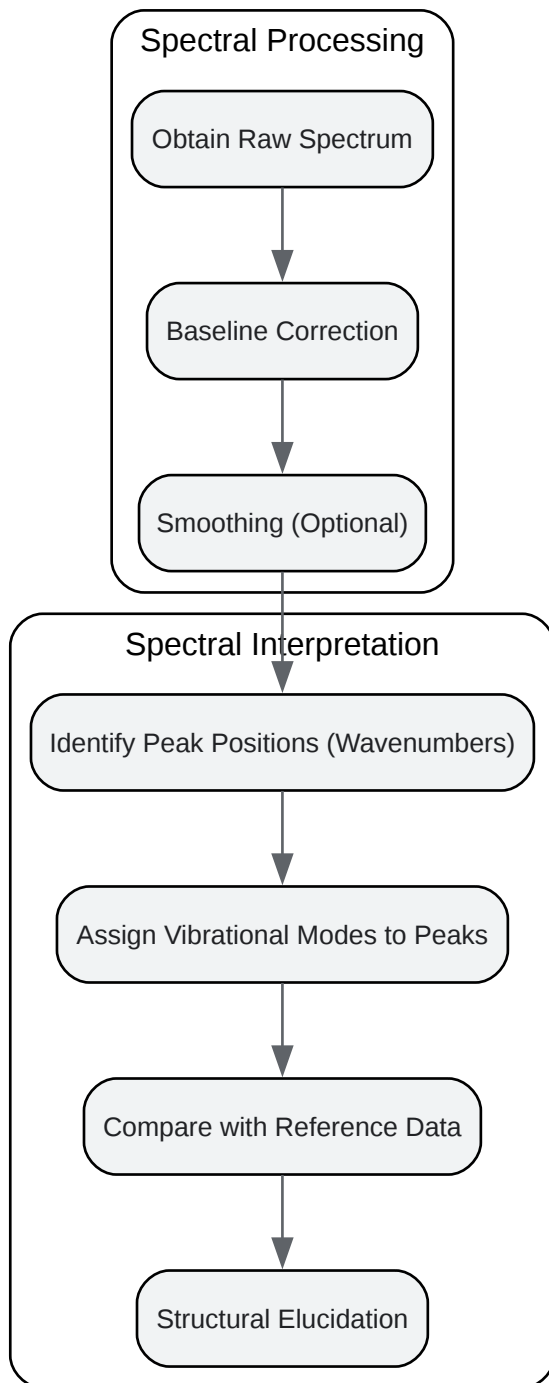 Spectral Processing
Obtain Raw Spectrum
Baseline Correction
Smoothing (Optional)
Spectral Interpretation
Identify Peak Positions (Wavenumbers)
Assign Vibrational Modes to Peaks
Compare with Reference Data
Structural Elucidation